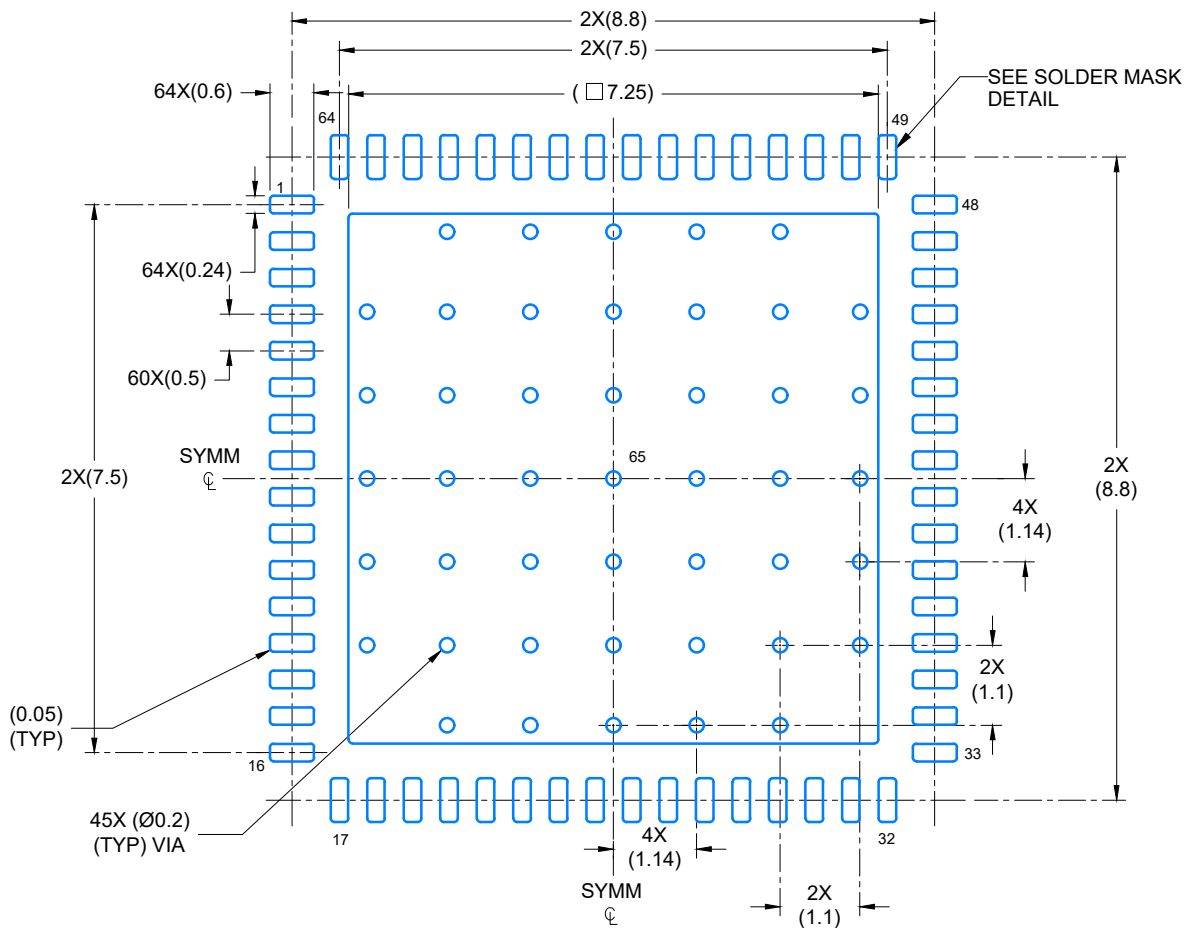 2X(8.8)
2X(7.5)
( □ 7.25)
64X(0.6)
SEE SOLDER MASK
DETAIL
64
49
1
48
64X(0.24)
60X(0.5)
SYMM
℄
65
2X(7.5)
2X
(8.8)
4X
(1.14)
2X
(1.1)
(0.05)
(TYP)
16
33
45X (Ø0.2)
(TYP) VIA
17
32
4X
(1.14)
SYMM
℄
2X
(1.1)